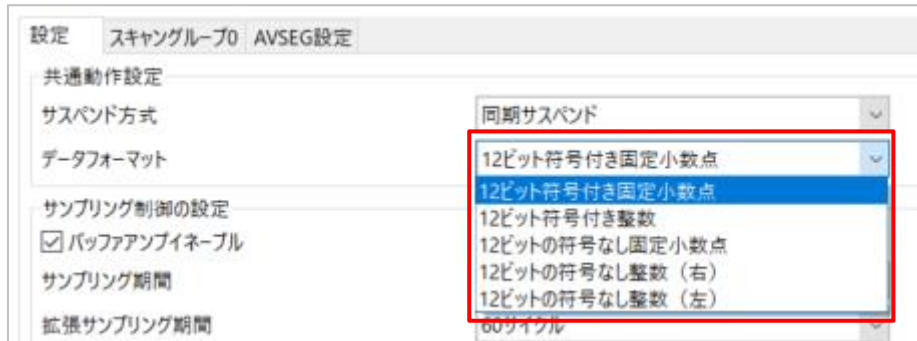 設定 スキャングループ0 AVSEG設定
共通動作設定
サスペンド方式 同期サスペンド
データフォーマット 12ビット符号付き固定小数点
12ビット符号付き固定小数点
12ビット符号付き整数
12ビットの符号なし固定小数点
12ビットの符号なし整数（右）
12ビットの符号なし整数（左）
サンプリング制御の設定
バッファアンプイネーブル
サンプリング期間
拡張サンプリング期間 60サイクル